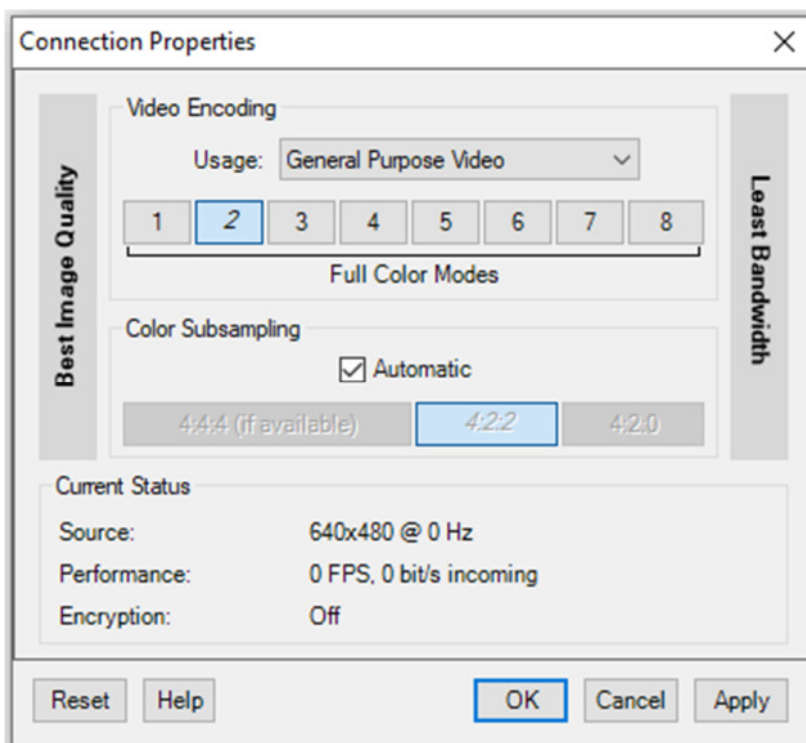 Connection Properties
Best Image Quality
Video Encoding
Usage: General Purpose Video
1 2 3 4 5 6 7 8
Full Color Modes
Color Subsampling
Automatic
4:4:4 (if available) 4:2:2 4:2:0
Least Bandwidth
Current Status
Source: 640x480 @ 0 Hz
Performance: 0 FPS, 0 bit/s incoming
Encryption: Off
Reset Help OK Cancel Apply